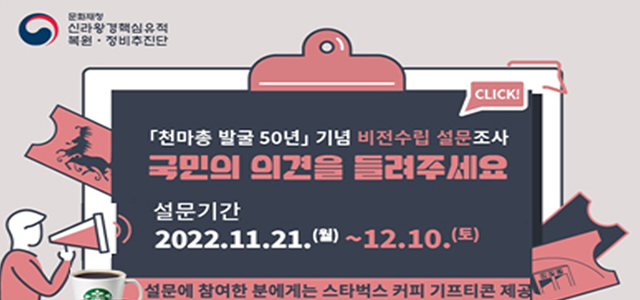 문화재청
신라왕경핵심유적
복원·정비추진단
CLICK!
「천마총 발굴 50년」 기념 비전수립 설문조사
국민의 의견을 들려주세요
설문기간
2022.11.21.(월) ~12.10.(토)
설문에 참여한 분에게는 스타벅스 커피 기프티콘 제공